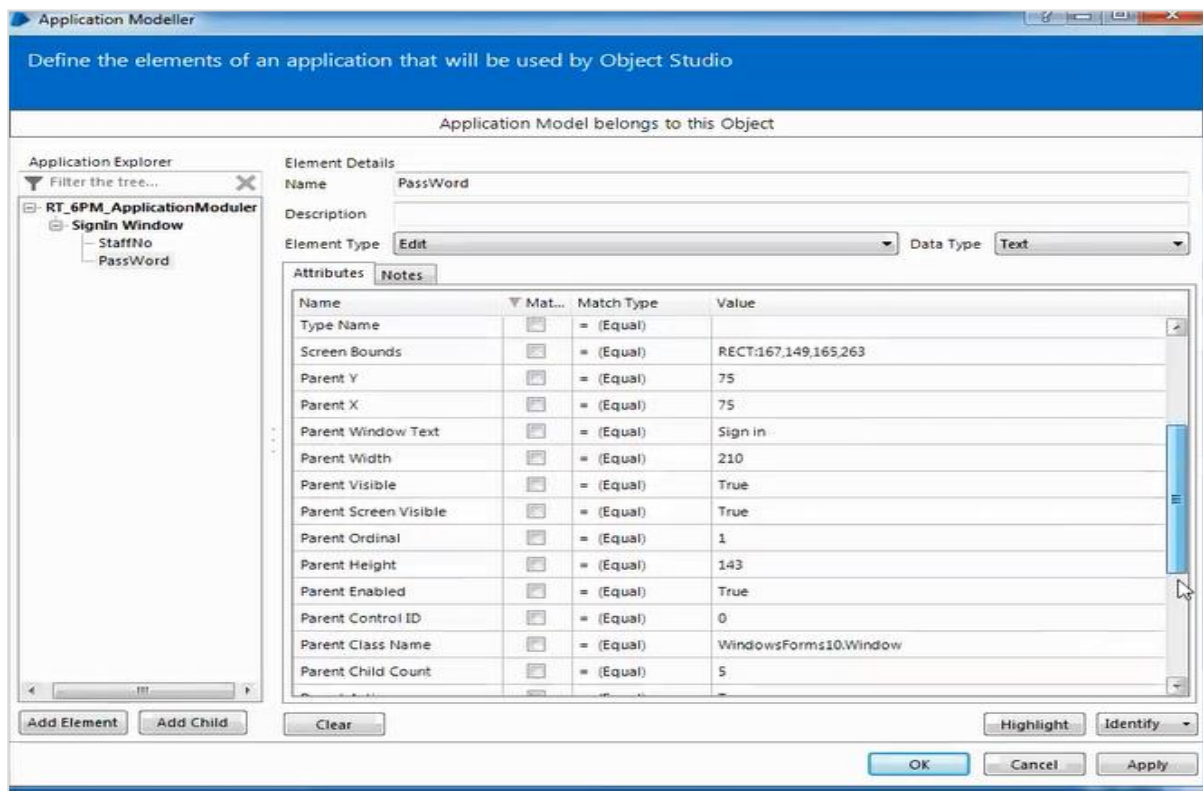 Application Modeller
Define the elements of an application that will be used by Object Studio
Application Model belongs to this Object
Application Explorer
Filter the tree...
RT_6PM_ApplicationModuler
SignIn Window
StaffNo
PassWord
Add Element Add Child
Element Details
Name PassWord
Description
Element Type Edit Data Type Text
Attributes Notes
Name Mat... Match Type Value
Type Name = (Equal)
Screen Bounds = (Equal) RECT:167,149,165,263
Parent Y = (Equal) 75
Parent X = (Equal) 75
Parent Window Text = (Equal) Sign in
Parent Width = (Equal) 210
Parent Visible = (Equal) True
Parent Screen Visible = (Equal) True
Parent Ordinal = (Equal) 1
Parent Height = (Equal) 143
Parent Enabled = (Equal) True
Parent Control ID = (Equal) 0
Parent Class Name = (Equal) WindowsForms10.Window
Parent Child Count = (Equal) 5
Clear Highlight Identify
OK Cancel Apply